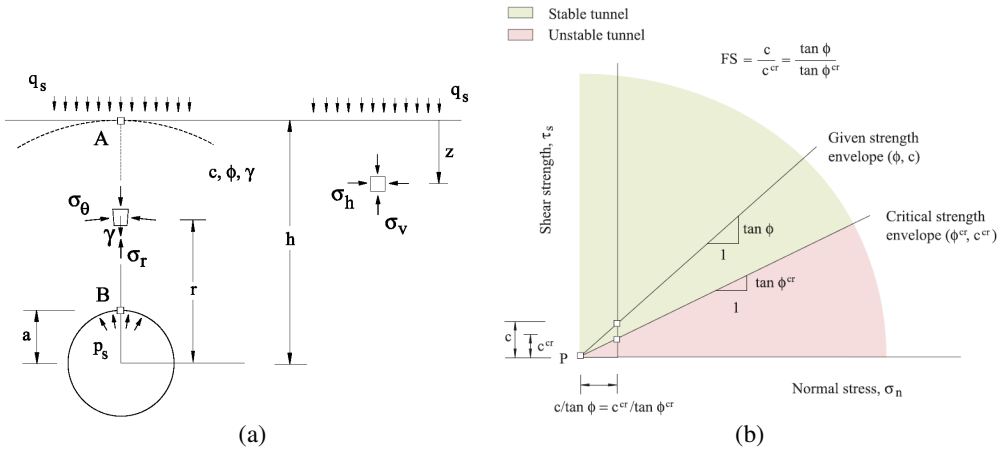 q_s
q_s
A
z
c, ϕ, γ
σ_h
σ_v
σ_θ
γ
σ_r
h
r
B
a
p_s
(a)
Stable tunnel
Unstable tunnel
FS = c/c^cr = tan ϕ/tan ϕ^cr
Shear strength, τ_s
Given strength
envelope (ϕ, c)
Critical strength
envelope (ϕ^cr, c^cr)
tan ϕ
1
tan ϕ^cr
1
c
c^cr
P
Normal stress, σ_n
c/tan ϕ = c^cr/tan ϕ^cr
(b)